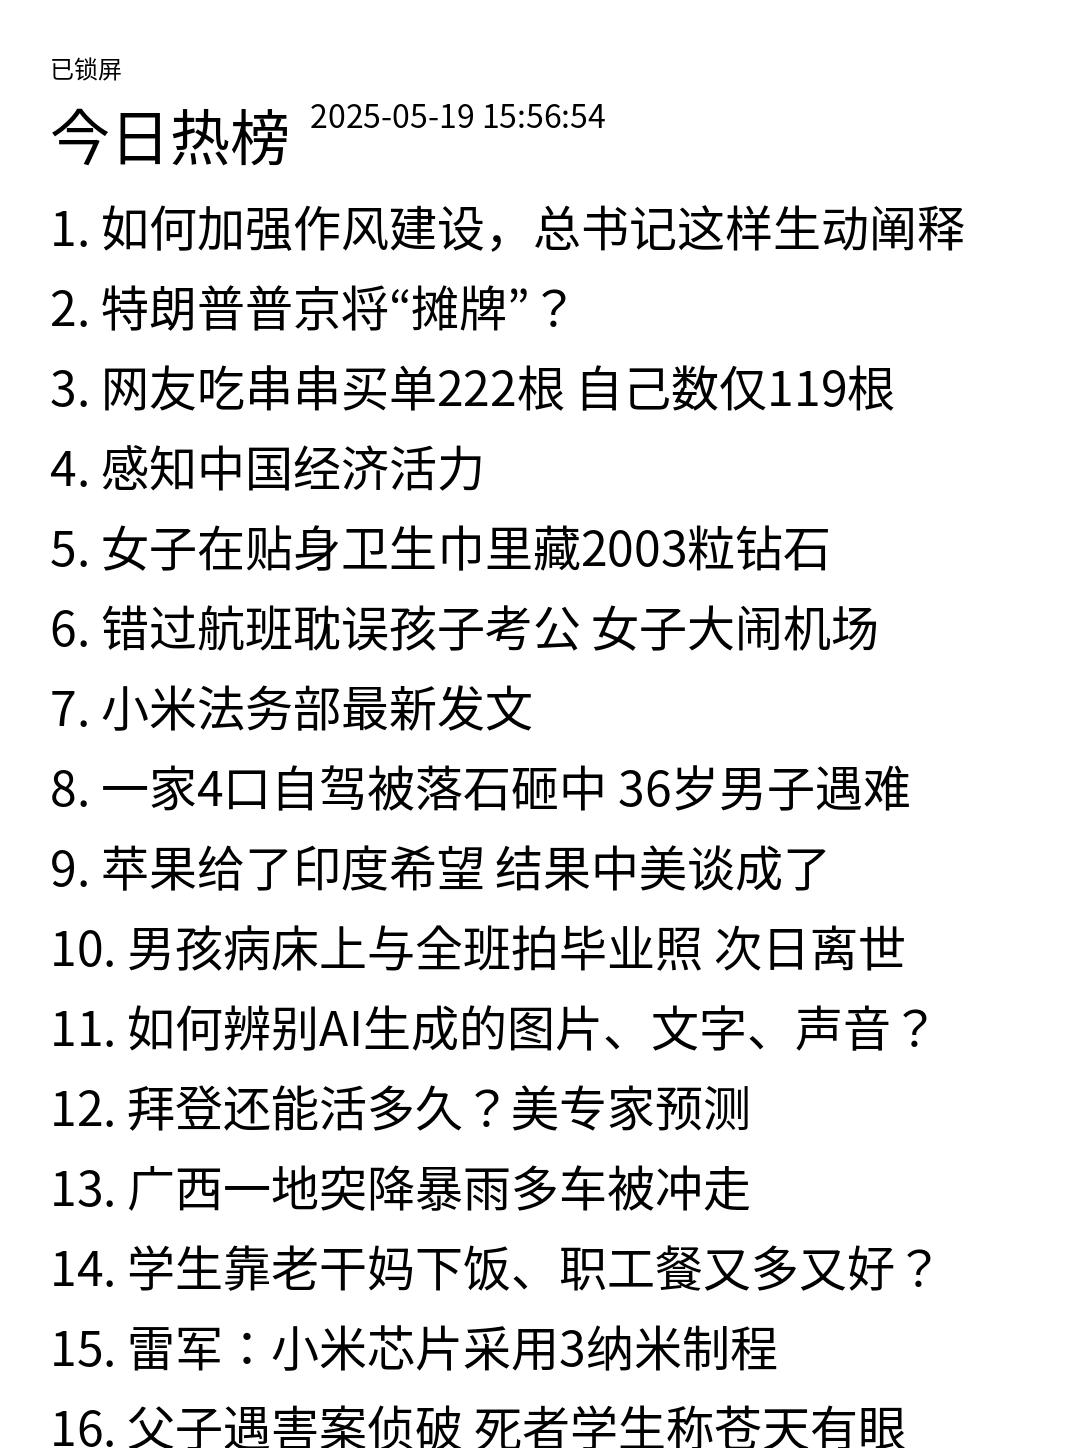 已锁屏
今日热榜 2025-05-19 15:56:54
1. 如何加强作风建设，总书记这样生动阐释
2. 特朗普普京将“摊牌”？
3. 网友吃串串买单222根 自己数仅119根
4. 感知中国经济活力
5. 女子在贴身卫生巾里藏2003粒钻石
6. 错过航班耽误孩子考公 女子大闹机场
7. 小米法务部最新发文
8. 一家4口自驾被落石砸中 36岁男子遇难
9. 苹果给了印度希望 结果中美谈成了
10. 男孩病床上与全班拍毕业照 次日离世
11. 如何辨别AI生成的图片、文字、声音？
12. 拜登还能活多久？美专家预测
13. 广西一地突降暴雨多车被冲走
14. 学生靠老干妈下饭、职工餐又多又好？
15. 雷军：小米芯片采用3纳米制程
16. 父子遇害案侦破 死者学生称苍天有眼